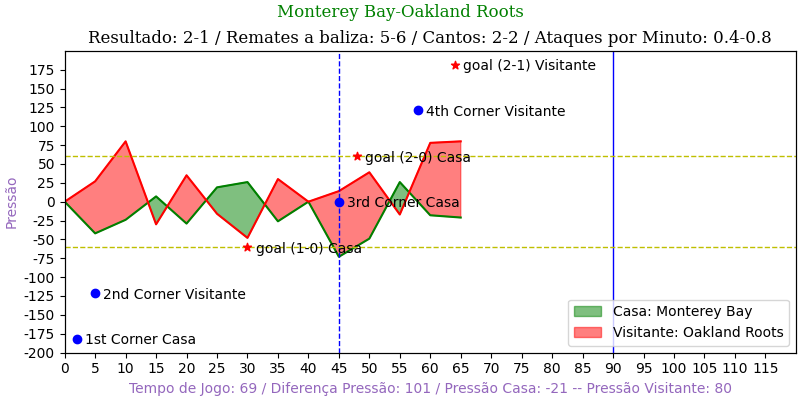 Monterey Bay-Oakland Roots
Resultado: 2-1 / Remates a baliza: 5-6 / Cantos: 2-2 / Ataques por Minuto: 0.4-0.8
Pressão
175
150
125
100
75
50
25
0
-25
-50
-75
-100
-125
-150
-175
-200
goal (2-1) Visitante
4th Corner Visitante
goal (2-0) Casa
3rd Corner Casa
goal (1-0) Casa
2nd Corner Visitante
1st Corner Casa
Casa: Monterey Bay
Visitante: Oakland Roots
0 5 10 15 20 25 30 35 40 45 50 55 60 65 70 75 80 85 90 95 100 105 110 115
Tempo de Jogo: 69 / Diferença Pressão: 101 / Pressão Casa: -21 -- Pressão Visitante: 80